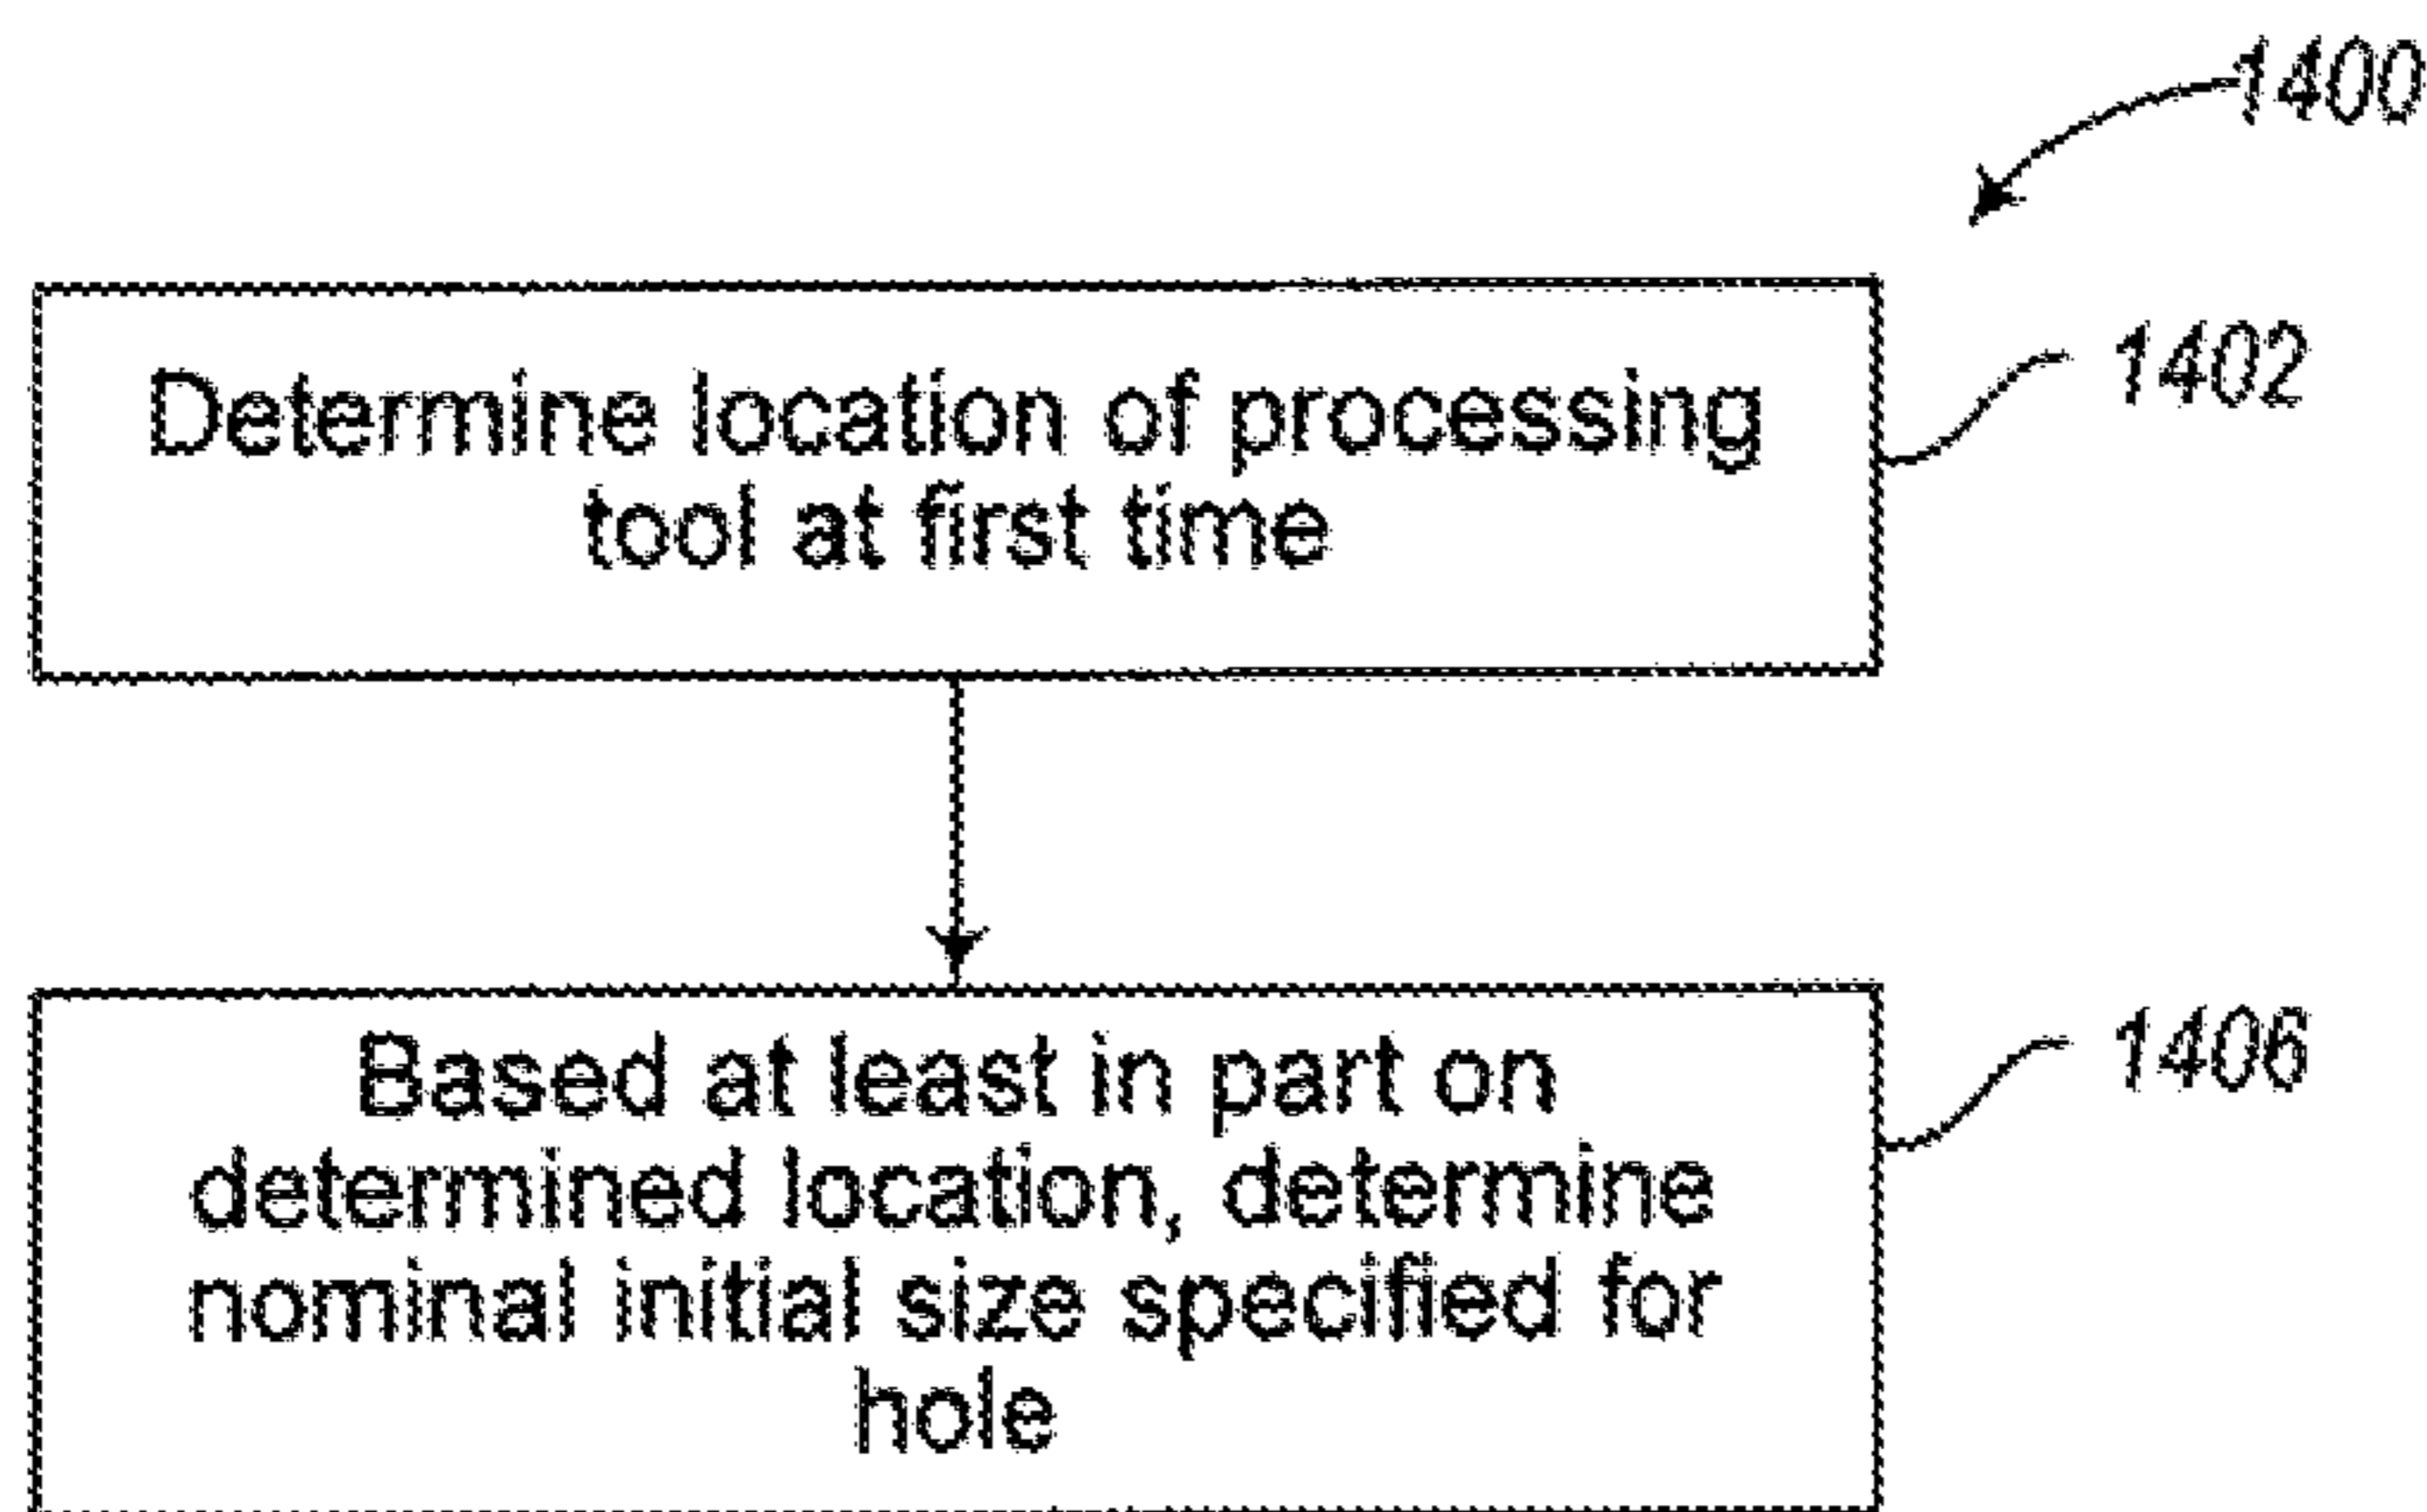 1400
1402
Determine location of processing
tool at first time
1406
Based at least in part on
determined location, determine
nominal initial size specified for
hole